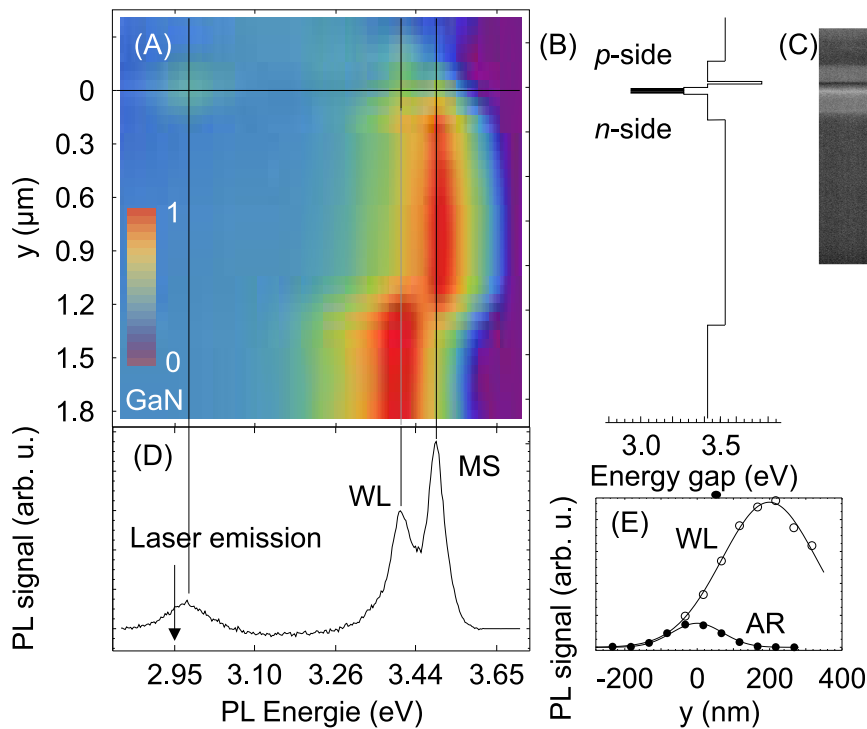 (A)
0
0.3
0.6
0.9
1.2
1.5
1.8
y (µm)
1
0
GaN
(B)
p-side
n-side
3.0 3.5
Energy gap (eV)
(C)
(D)
MS
WL
Laser emission
PL signal (arb. u.)
2.95 3.10 3.26 3.44 3.65
PL Energie (eV)
(E)
WL
AR
PL signal (arb. u.)
-200 0 200 400
y (nm)